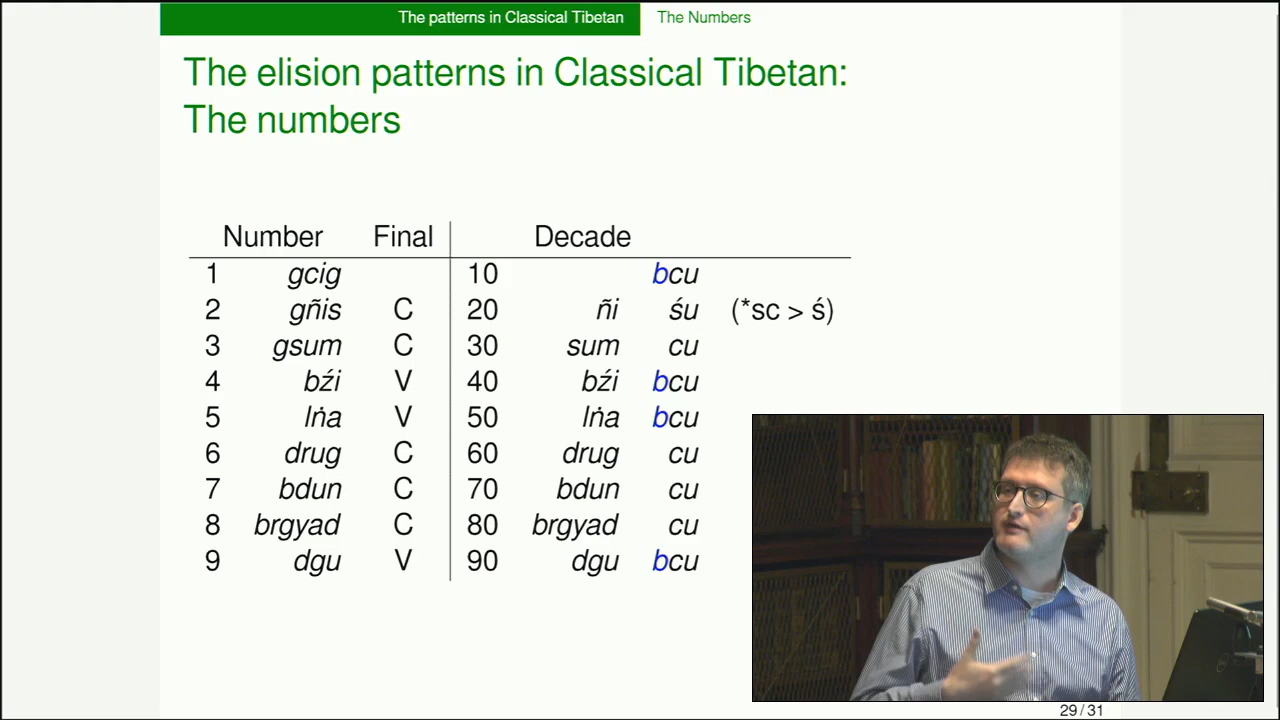 The patterns in Classical Tibetan The Numbers
The elision patterns in Classical Tibetan:
The numbers
Number Final Decade
1 gcig 10 bcu
2 gñis C 20 ñi śu (*sc > ś)
3 gsum C 30 sum cu
4 bźi V 40 bźi bcu
5 lṅa V 50 lṅa bcu
6 drug C 60 drug cu
7 bdun C 70 bdun cu
8 brgyad C 80 brgyad cu
9 dgu V 90 dgu bcu
29 / 31